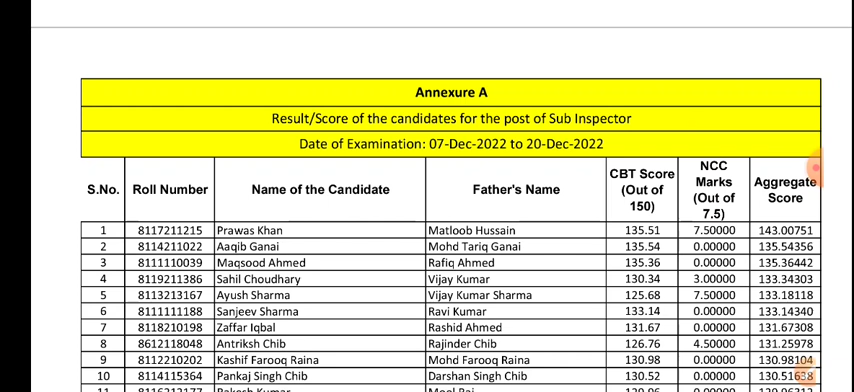 Annexure A
Result/Score of the candidates for the post of Sub Inspector
Date of Examination: 07-Dec-2022 to 20-Dec-2022
S.No. Roll Number Name of the Candidate Father's Name CBT Score (Out of 150) NCC Marks (Out of 7.5) Aggregate Score
1 8117211215 Prawas Khan Matloob Hussain 135.51 7.50000 143.00751
2 8114211022 Aaqib Ganai Mohd Tariq Ganai 135.54 0.00000 135.54356
3 8111110039 Maqsood Ahmed Rafiq Ahmed 135.36 0.00000 135.36442
4 8119211386 Sahil Choudhary Vijay Kumar 130.34 3.00000 133.34303
5 8113213167 Ayush Sharma Vijay Kumar Sharma 125.68 7.50000 133.18118
6 8111111188 Sanjeev Sharma Ravi Kumar 133.14 0.00000 133.14340
7 8118210198 Zaffar Iqbal Rashid Ahmed 131.67 0.00000 131.67308
8 8612118048 Antriksh Chib Rajinder Chib 126.76 4.50000 131.25978
9 8112210202 Kashif Farooq Raina Mohd Farooq Raina 130.98 0.00000 130.98104
10 8114115364 Pankaj Singh Chib Darshan Singh Chib 130.52 0.00000 130.51638